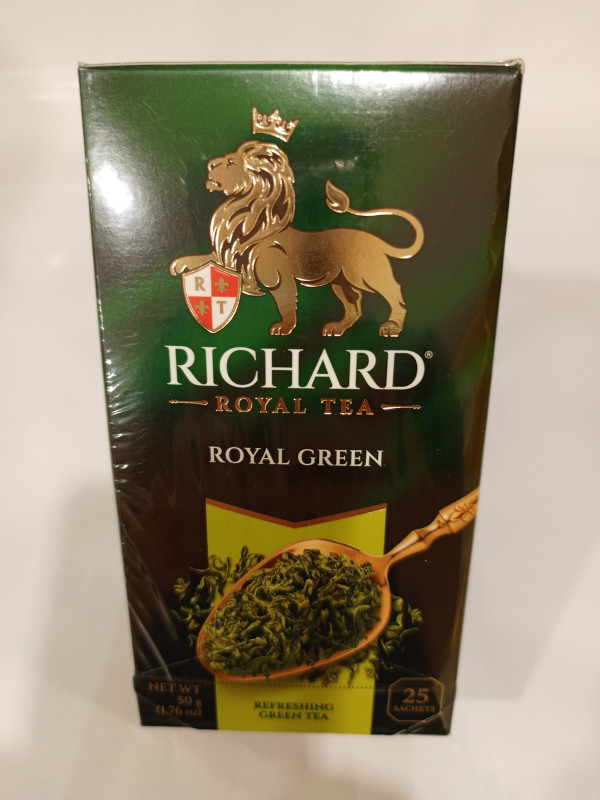 R
T
RICHARD®
ROYAL TEA
ROYAL GREEN
NET WT
50 g
(1.76 oz)
REFRESHING
GREEN TEA
25
SACHETS